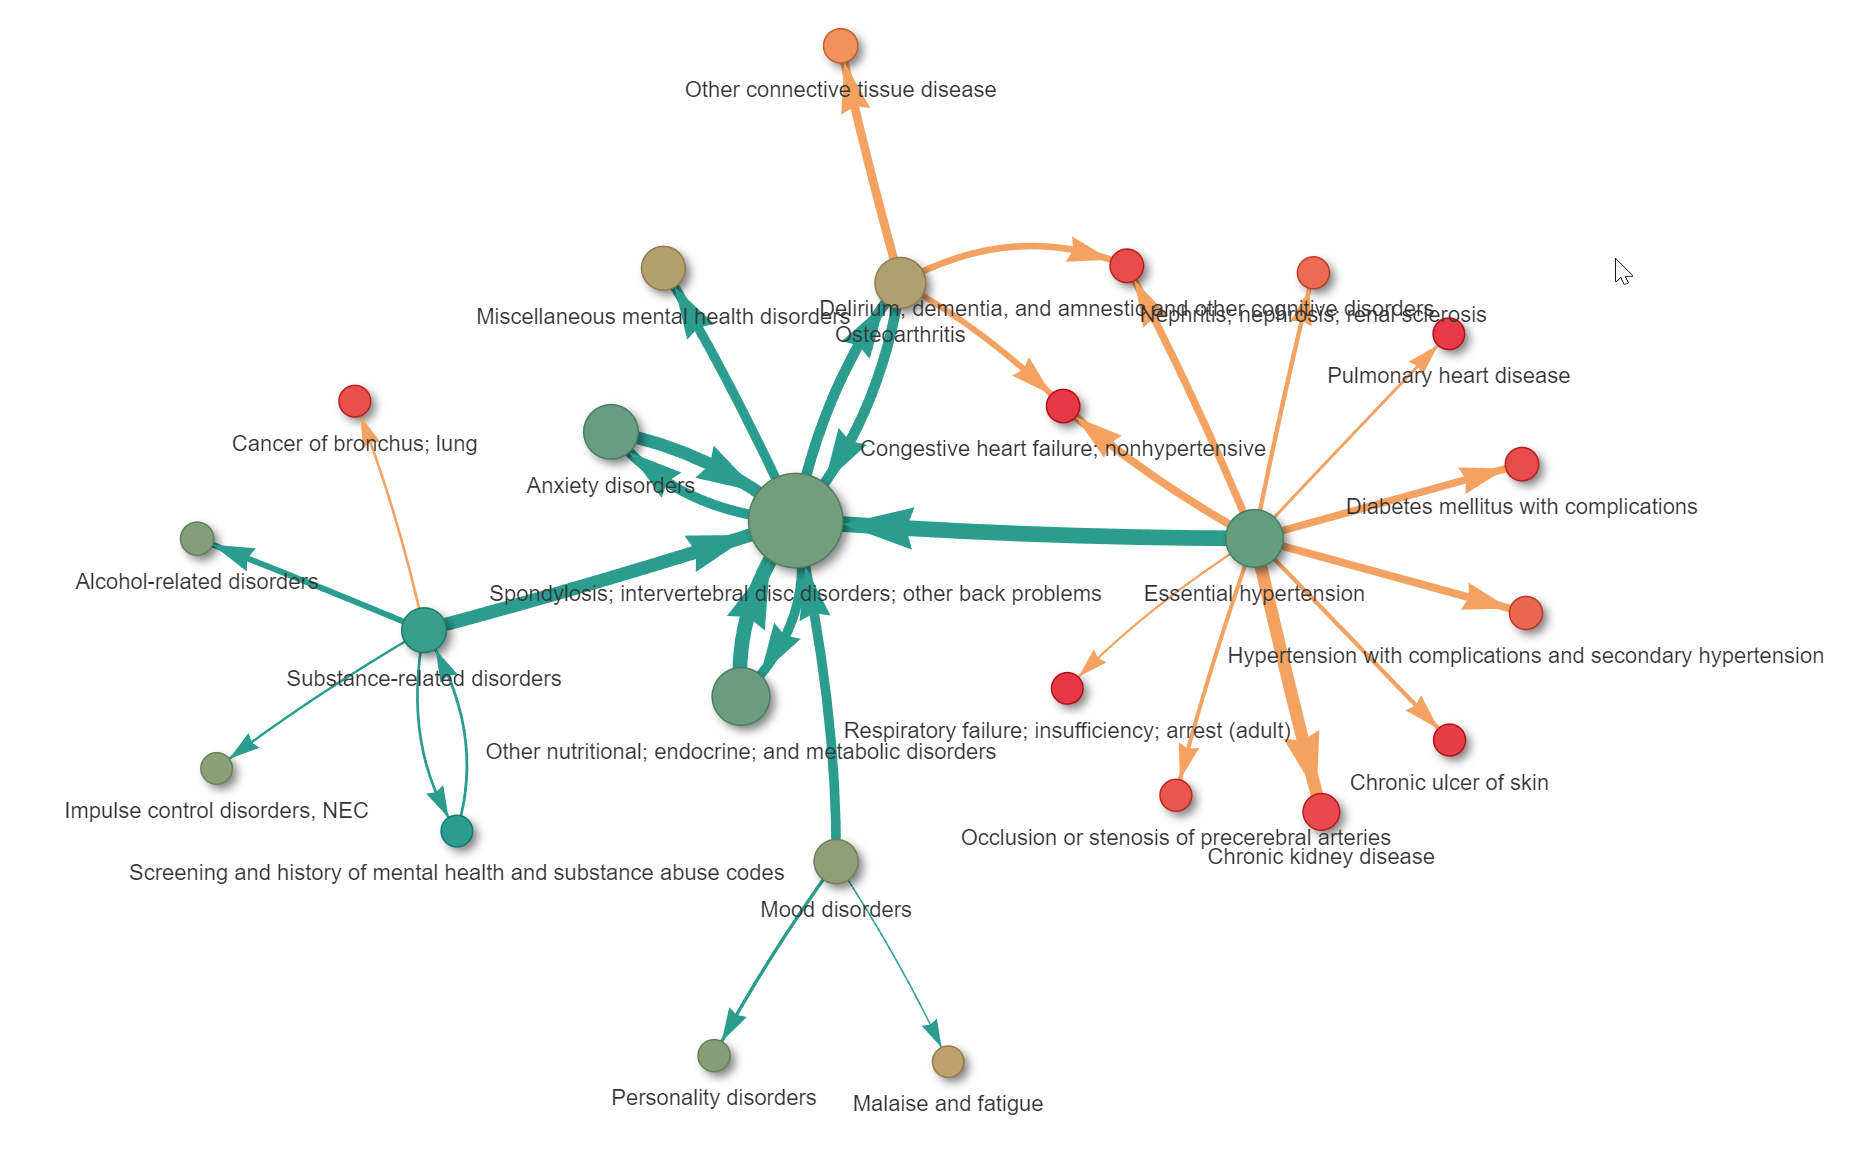 Other connective tissue disease
Miscellaneous mental health disorders
Delirium, dementia, and amnestic and other cognitive disorders
Nephritis; nephrosis; renal sclerosis
Osteoarthritis
Pulmonary heart disease
Cancer of bronchus; lung
Congestive heart failure; nonhypertensive
Anxiety disorders
Diabetes mellitus with complications
Alcohol-related disorders
Spondylosis; intervertebral disc disorders; other back problems
Essential hypertension
Hypertension with complications and secondary hypertension
Substance-related disorders
Respiratory failure; insufficiency; arrest (adult)
Other nutritional; endocrine; and metabolic disorders
Chronic ulcer of skin
Impulse control disorders, NEC
Occlusion or stenosis of precerebral arteries
Chronic kidney disease
Screening and history of mental health and substance abuse codes
Mood disorders
Personality disorders
Malaise and fatigue